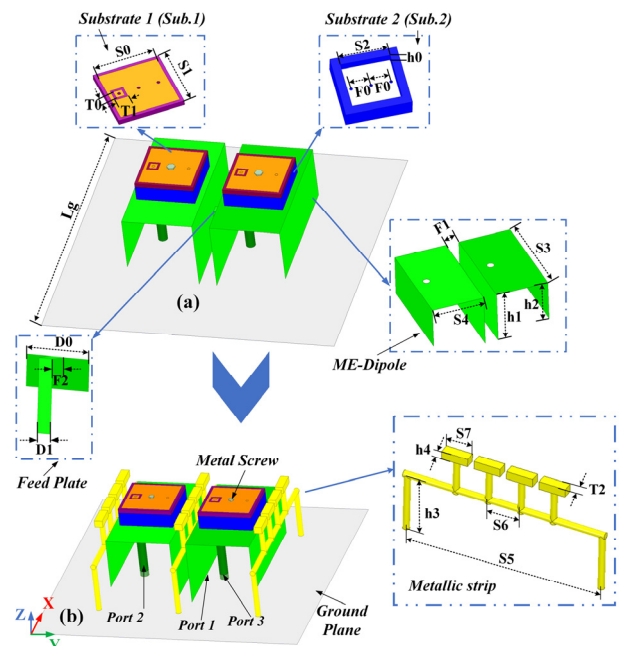 Substrate 1 (Sub.1)
Substrate 2 (Sub.2)
S0
S1
T0
T1
S2
h0
F0
F0
Lg
(a)
F1
S3
S4
h1
h2
ME-Dipole
D0
F2
D1
Feed Plate
Metal Screw
S7
h4
T2
h3
S6
S5
Metallic strip
Z
X
Y
(b)
Port 2
Port 1
Port 3
Ground
Plane